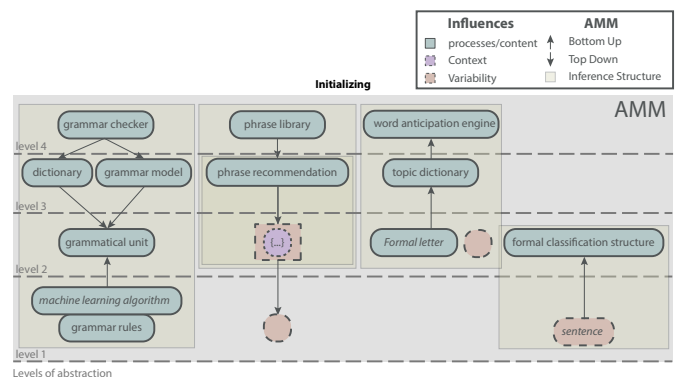 Influences
AMM
processes/content
Bottom Up
Context
Top Down
Variability
Inference Structure
Initializing
AMM
grammar checker
phrase library
word anticipation engine
level 4
dictionary
grammar model
phrase recommendation
topic dictionary
level 3
grammatical unit
{...}
Formal letter
formal classification structure
level 2
machine learning algorithm
grammar rules
sentence
level 1
Levels of abstraction